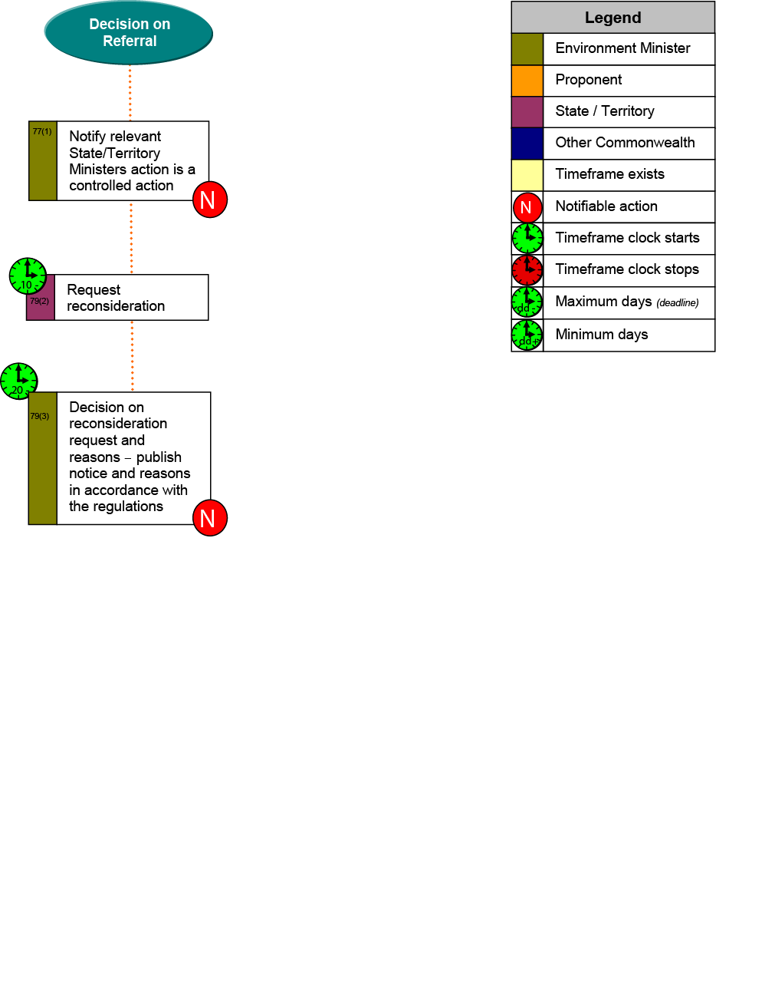 Decision on
Referral
77(1)
Notify relevant
State/Territory
Ministers action is a
controlled action
N
10 -
79(2)
Request
reconsideration
20 -
79(3)
Decision on
reconsideration
request and
reasons – publish
notice and reasons
in accordance with
the regulations
N
Legend
Environment Minister
Proponent
State / Territory
Other Commonwealth
Timeframe exists
N Notifiable action
Timeframe clock starts
Timeframe clock stops
dd - Maximum days (deadline)
dd+ Minimum days